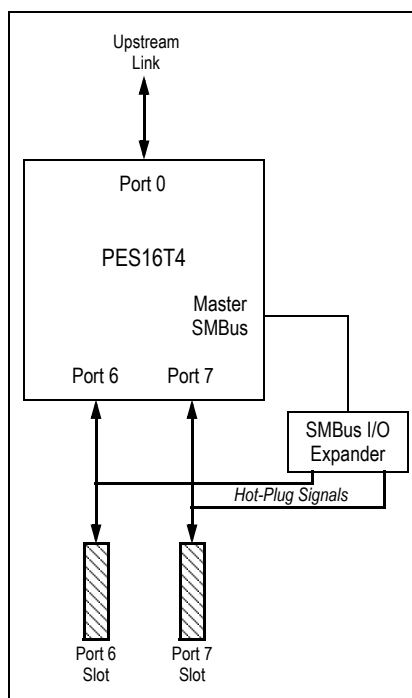 Upstream
Link
Port 0
PES16T4
Master
SMBus
Port 6
Port 7
SMBus I/O
Expander
Hot-Plug Signals
Port 6
Slot
Port 7
Slot